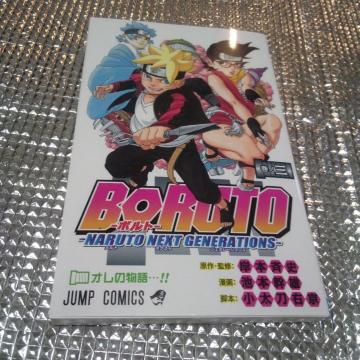 BORUTO
-ボルト-
-NARUTO NEXT GENERATIONS-
原作・監修：岸本斉史
漫画：池本幹雄
脚本：小太刀右京
オレの物語…!!
JUMP COMICS